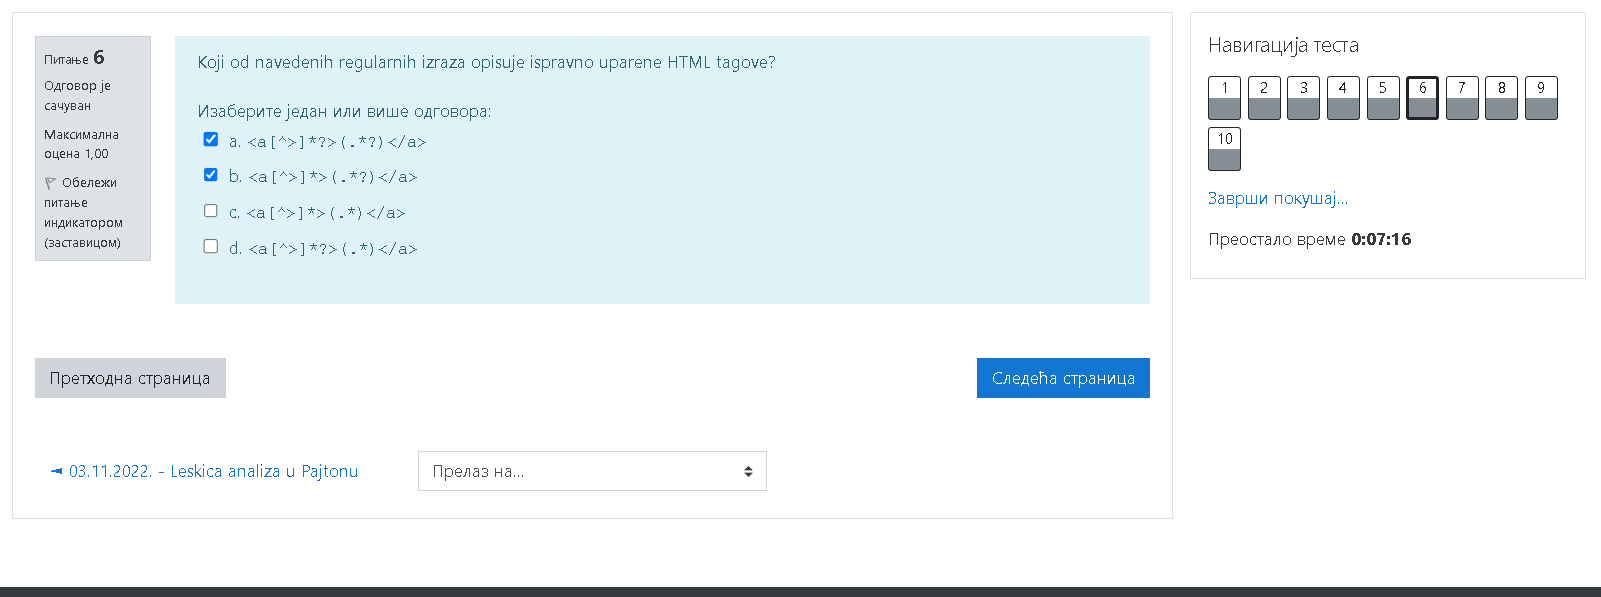 Питање 6
Одговор је
сачуван
Максимална
оцена 1,00
Обележи
питање
индикатором
(заставицом)
Koji od navedenih regularnih izraza opisuje ispravno uparene HTML tagove?
Изаберите један или више одговора:
a. <a[^>]*?>(.*?)</a>
b. <a[^>]*>(.*?)</a>
c. <a[^>]*>(.*)</a>
d. <a[^>]*?>(.*)</a>
Претходна страница
Следећа страница
03.11.2022. - Leskica analiza u Pajtonu
Прелаз на...
Навигација теста
1 2 3 4 5 6 7 8 9
10
Заврши покушај...
Преостало време 0:07:16